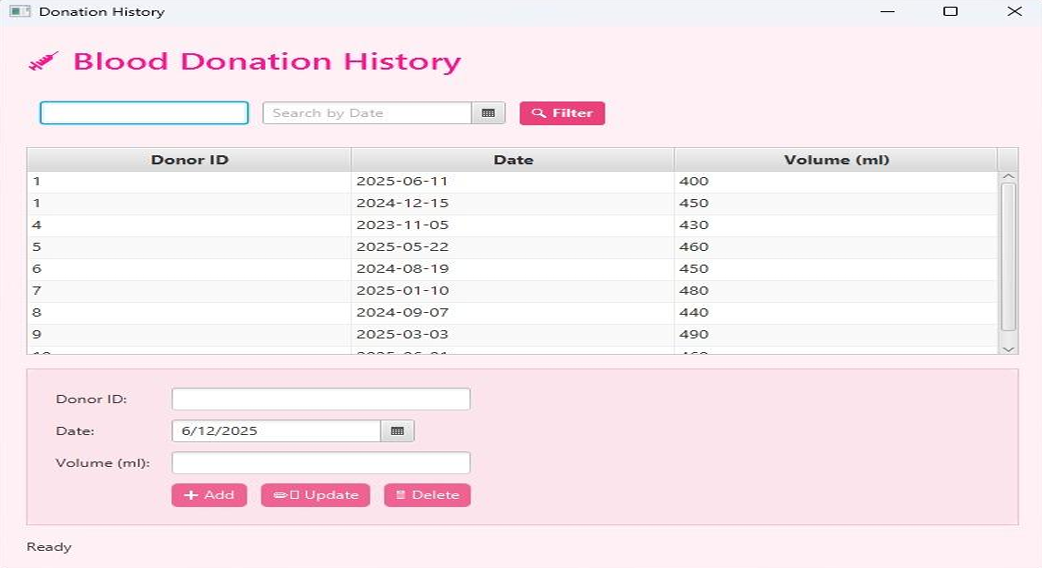 Donation History
Blood Donation History
Search by Date Filter
Donor ID Date Volume (ml)
1 2025-06-11 400
1 2024-12-15 450
4 2023-11-05 430
5 2025-05-22 460
6 2024-08-19 450
7 2025-01-10 480
8 2024-09-07 440
9 2025-03-03 490
Donor ID:
Date: 6/12/2025
Volume (ml):
Add Update Delete
Ready